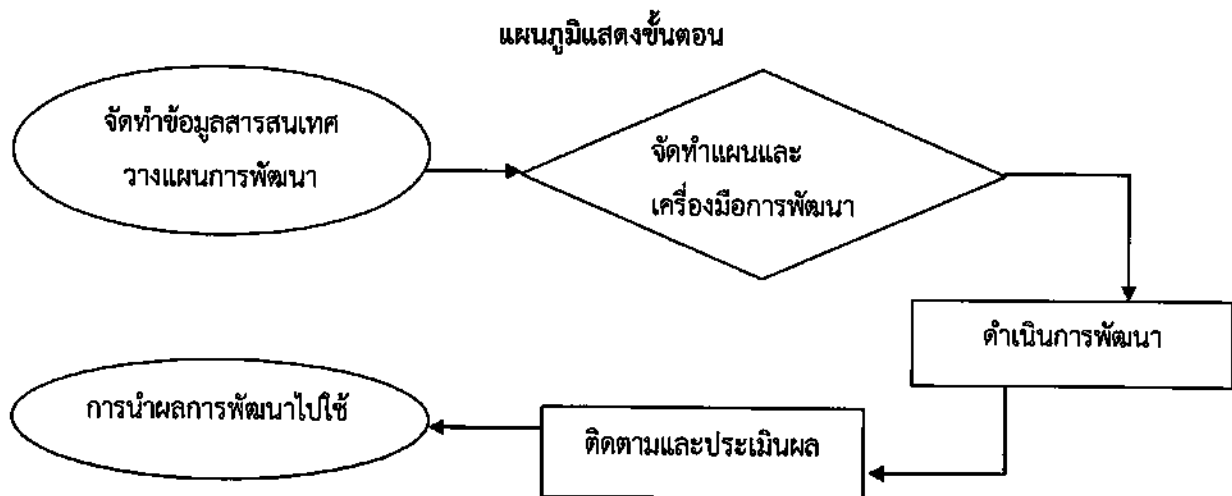 แผนภูมิแสดงขั้นตอน
จัดทำข้อมูลสารสนเทศ
วางแผนการพัฒนา
จัดทำแผนและ
เครื่องมือการพัฒนา
ดำเนินการพัฒนา
ติดตามและประเมินผล
การนำผลการพัฒนาไปใช้